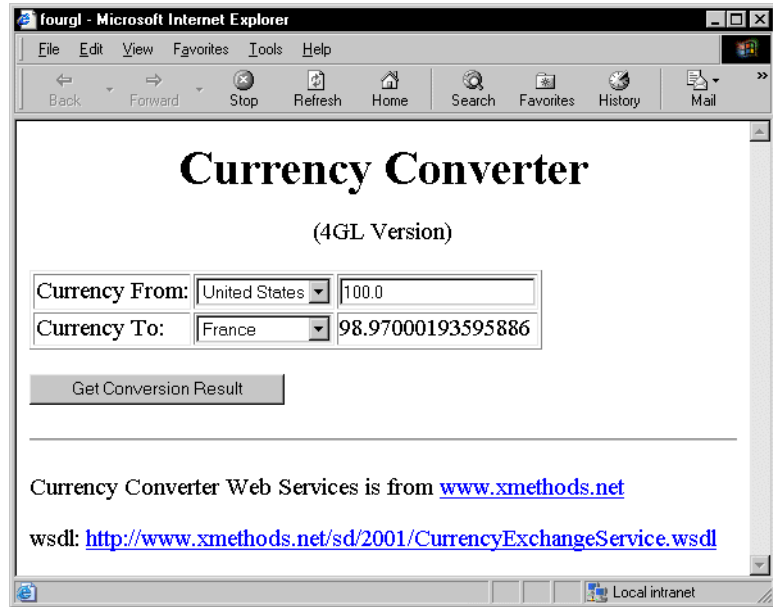 fourgl - Microsoft Internet Explorer
File Edit View Favorites Tools Help
Back Forward Stop Refresh Home Search Favorites History Mail »
Currency Converter
(4GL Version)
Currency From: United States 100.0
Currency To: France 98.97000193595886
Get Conversion Result
Currency Converter Web Services is from www.xmethods.net
wsdl: http://www.xmethods.net/sd/2001/CurrencyExchangeService.wsdl
Local intranet